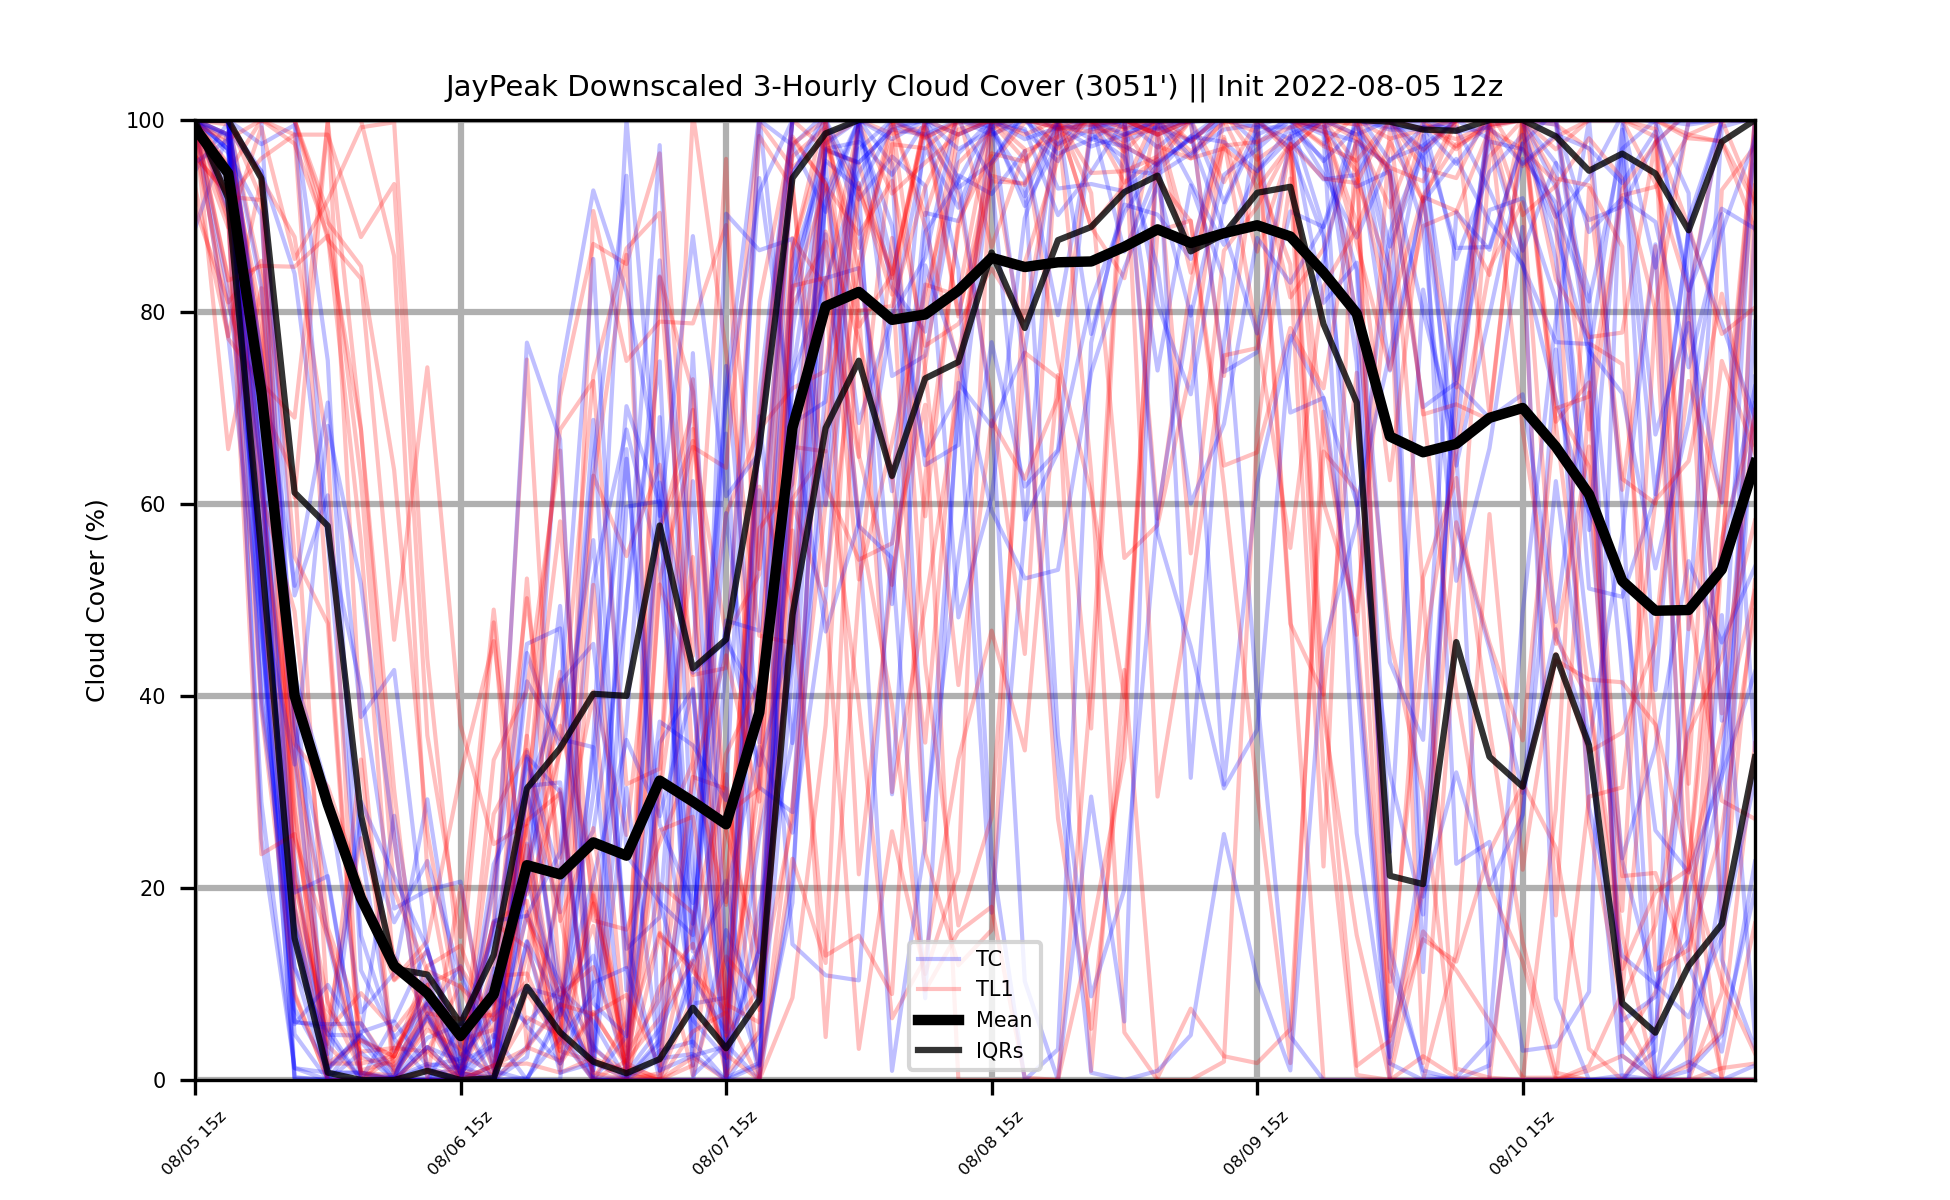 JayPeak Downscaled 3-Hourly Cloud Cover (3051') || Init 2022-08-05 12z
Cloud Cover (%)
100
80
60
40
20
0
TC
TL1
Mean
IQRs
08/05 15z
08/06 15z
08/07 15z
08/08 15z
08/09 15z
08/10 15z